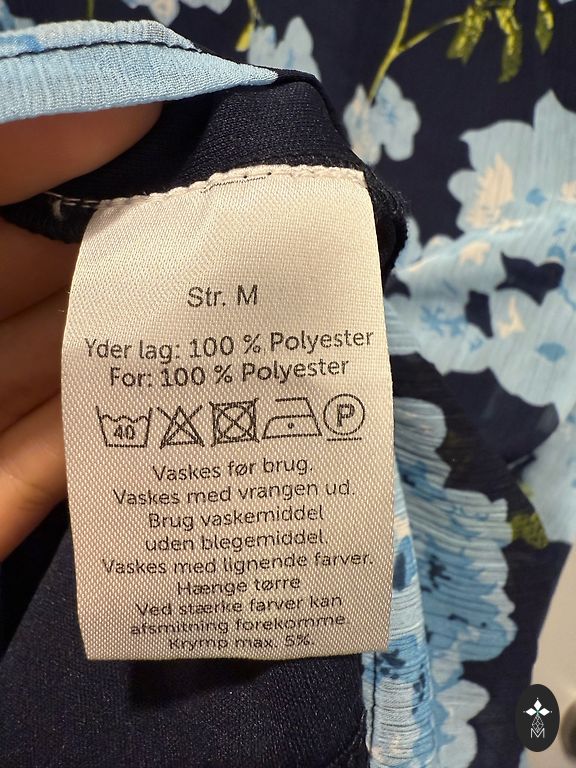 Str. M
Yder lag: 100 % Polyester
For: 100 % Polyester
40 P
Vaskes før brug.
Vaskes med vrangen ud.
Brug vaskemiddel
uden blegemiddel.
Vaskes med lignende farver.
Hænge tørre
Ved stærke farver kan
afsmitning forekomme
Krymp max. 5%.
M